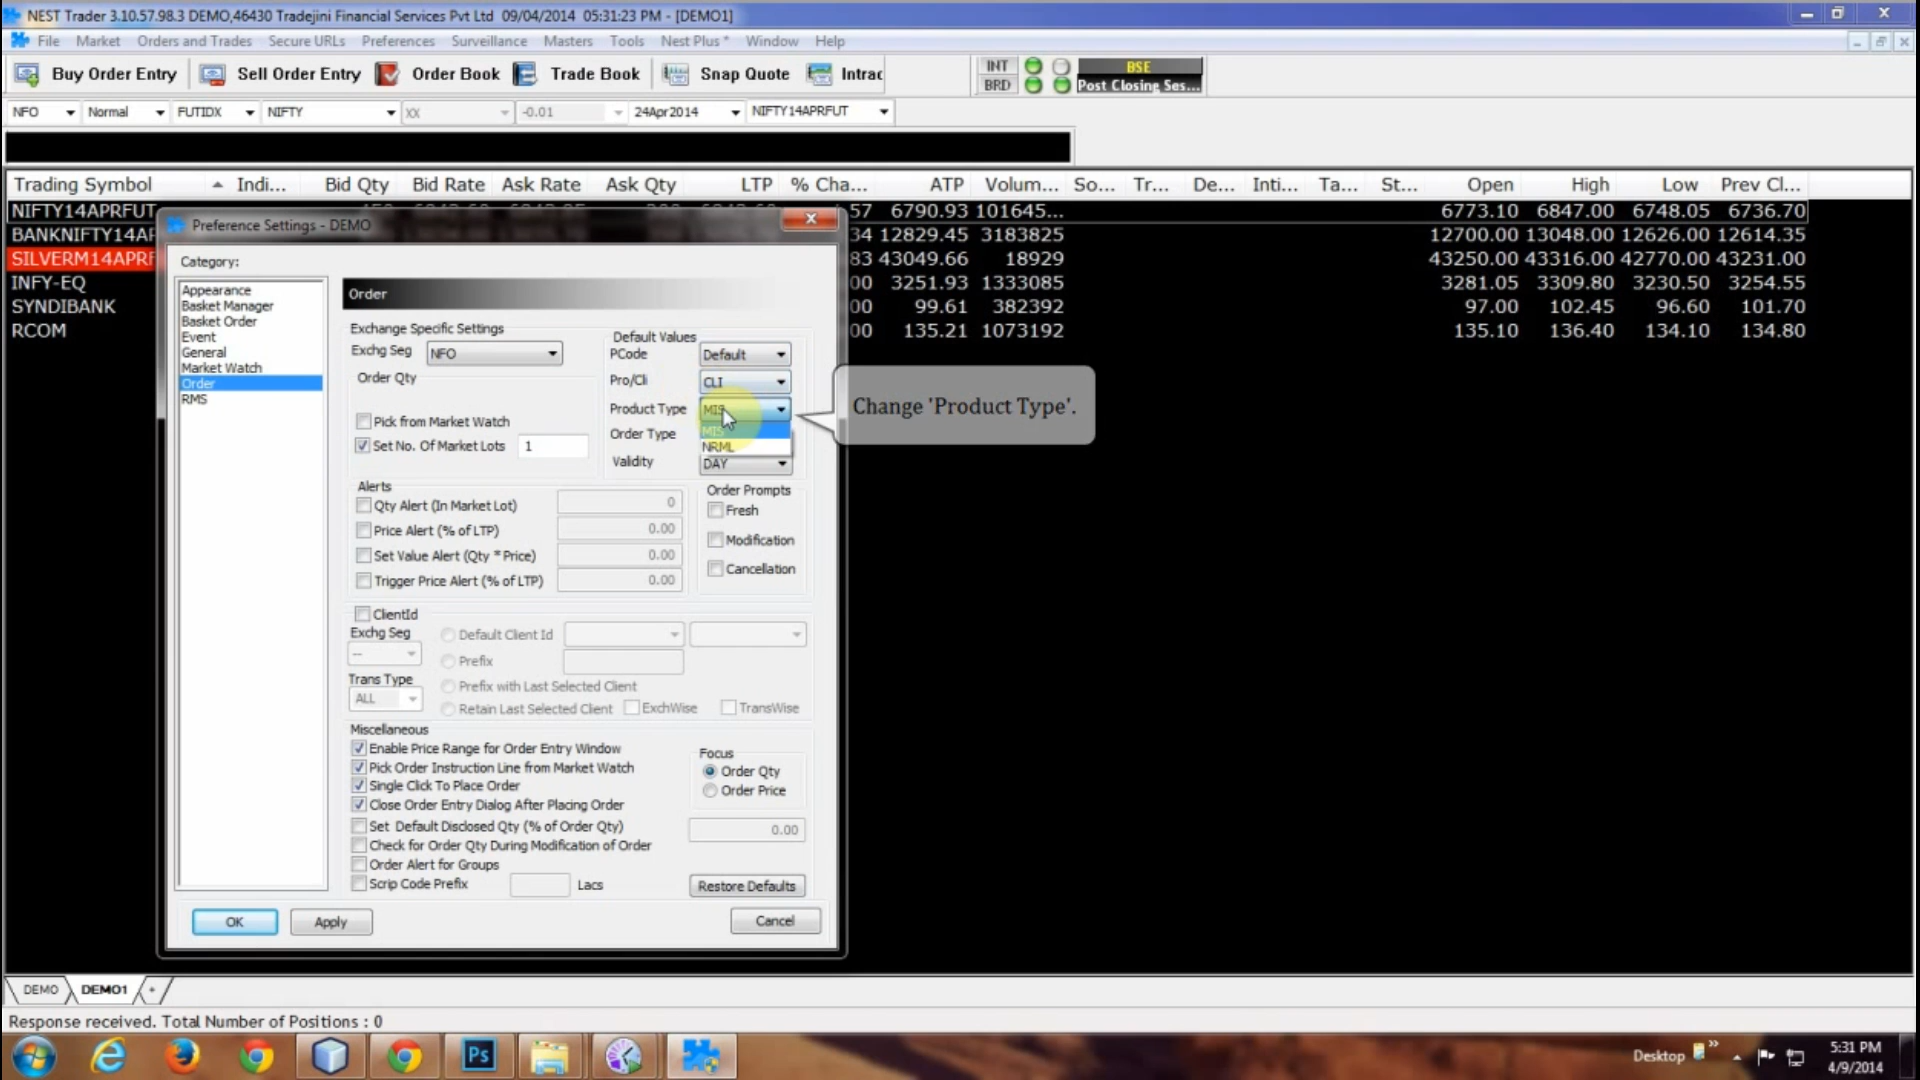 NEST Trader 3.10.57.98.3 DEMO,46430 Tradejini Financial Services Pvt Ltd 09/04/2014 05:31:23 PM - [DEMO1]
File Market Orders and Trades Secure URLs Preferences Surveillance Masters Tools Nest Plus * Window Help
Buy Order Entry Sell Order Entry Order Book Trade Book Snap Quote Intrac
INT BSE
BRD Post Closing Ses...
NFO Normal FUTIDX NIFTY XX -0.01 24Apr2014 NIFTY14APRFUT
Trading Symbol Indi... Bid Qty Bid Rate Ask Rate Ask Qty LTP % Cha... ATP Volum... So... Tr... De... Inti... Ta... St... Open High Low Prev Cl...
NIFTY14APRFUT 57 6790.93 101645... 6773.10 6847.00 6748.05 6736.70
BANKNIFTY14AP 34 12829.45 3183825 12700.00 13048.00 12626.00 12614.35
SILVERM14APRF 83 43049.66 18929 43250.00 43316.00 42770.00 43231.00
INFY-EQ 00 3251.93 1333085 3281.05 3309.80 3230.50 3254.55
SYNDIBANK 00 99.61 382392 97.00 102.45 96.60 101.70
RCOM 00 135.21 1073192 135.10 136.40 134.10 134.80
Preference Settings - DEMO
Category:
Appearance
Basket Manager
Basket Order
Event
General
Market Watch
Order
RMS
Order
Exchange Specific Settings
Exchg Seg NFO
Order Qty
Pick from Market Watch
Set No. Of Market Lots 1
Default Values
PCode Default
Pro/Cli CLI
Product Type MIS
MIS
NRML
Order Type
Validity DAY
Change 'Product Type'.
Alerts
Qty Alert (In Market Lot) 0
Price Alert (% of LTP) 0.00
Set Value Alert (Qty * Price) 0.00
Trigger Price Alert (% of LTP) 0.00
Order Prompts
Fresh
Modification
Cancellation
ClientId
Exchg Seg
--
Trans Type
ALL
Default Client Id
Prefix
Prefix with Last Selected Client
Retain Last Selected Client ExchWise TransWise
Miscellaneous
Enable Price Range for Order Entry Window
Pick Order Instruction Line from Market Watch
Single Click To Place Order
Close Order Entry Dialog After Placing Order
Set Default Disclosed Qty (% of Order Qty) 0.00
Check for Order Qty During Modification of Order
Order Alert for Groups
Scrip Code Prefix Lacs
Focus
Order Qty
Order Price
Restore Defaults
OK Apply Cancel
DEMO DEMO1 +
Response received. Total Number of Positions : 0
Ps
Desktop »
5:31 PM
4/9/2014